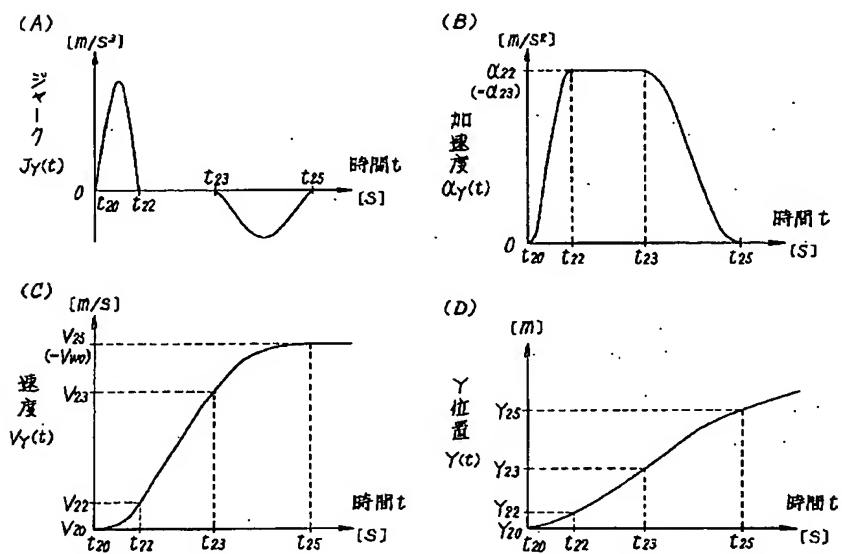 (A)
[m/s³]
ジャーク
JY(t)
0
t20 t22
t23
t25
時間t
[S]
(B)
[m/s²]
α22
(-α23)
加速度
αY(t)
0
t20 t22 t23 t25
時間t
[S]
(C)
[m/s]
V25
(-VW0)
V23
速度
VY(t)
V22
V20
t20 t22 t23 t25
時間t
[S]
(D)
[m]
Y位置
Y(t)
Y25
Y23
Y22
Y20
t20 t22 t23 t25
時間t
[S]